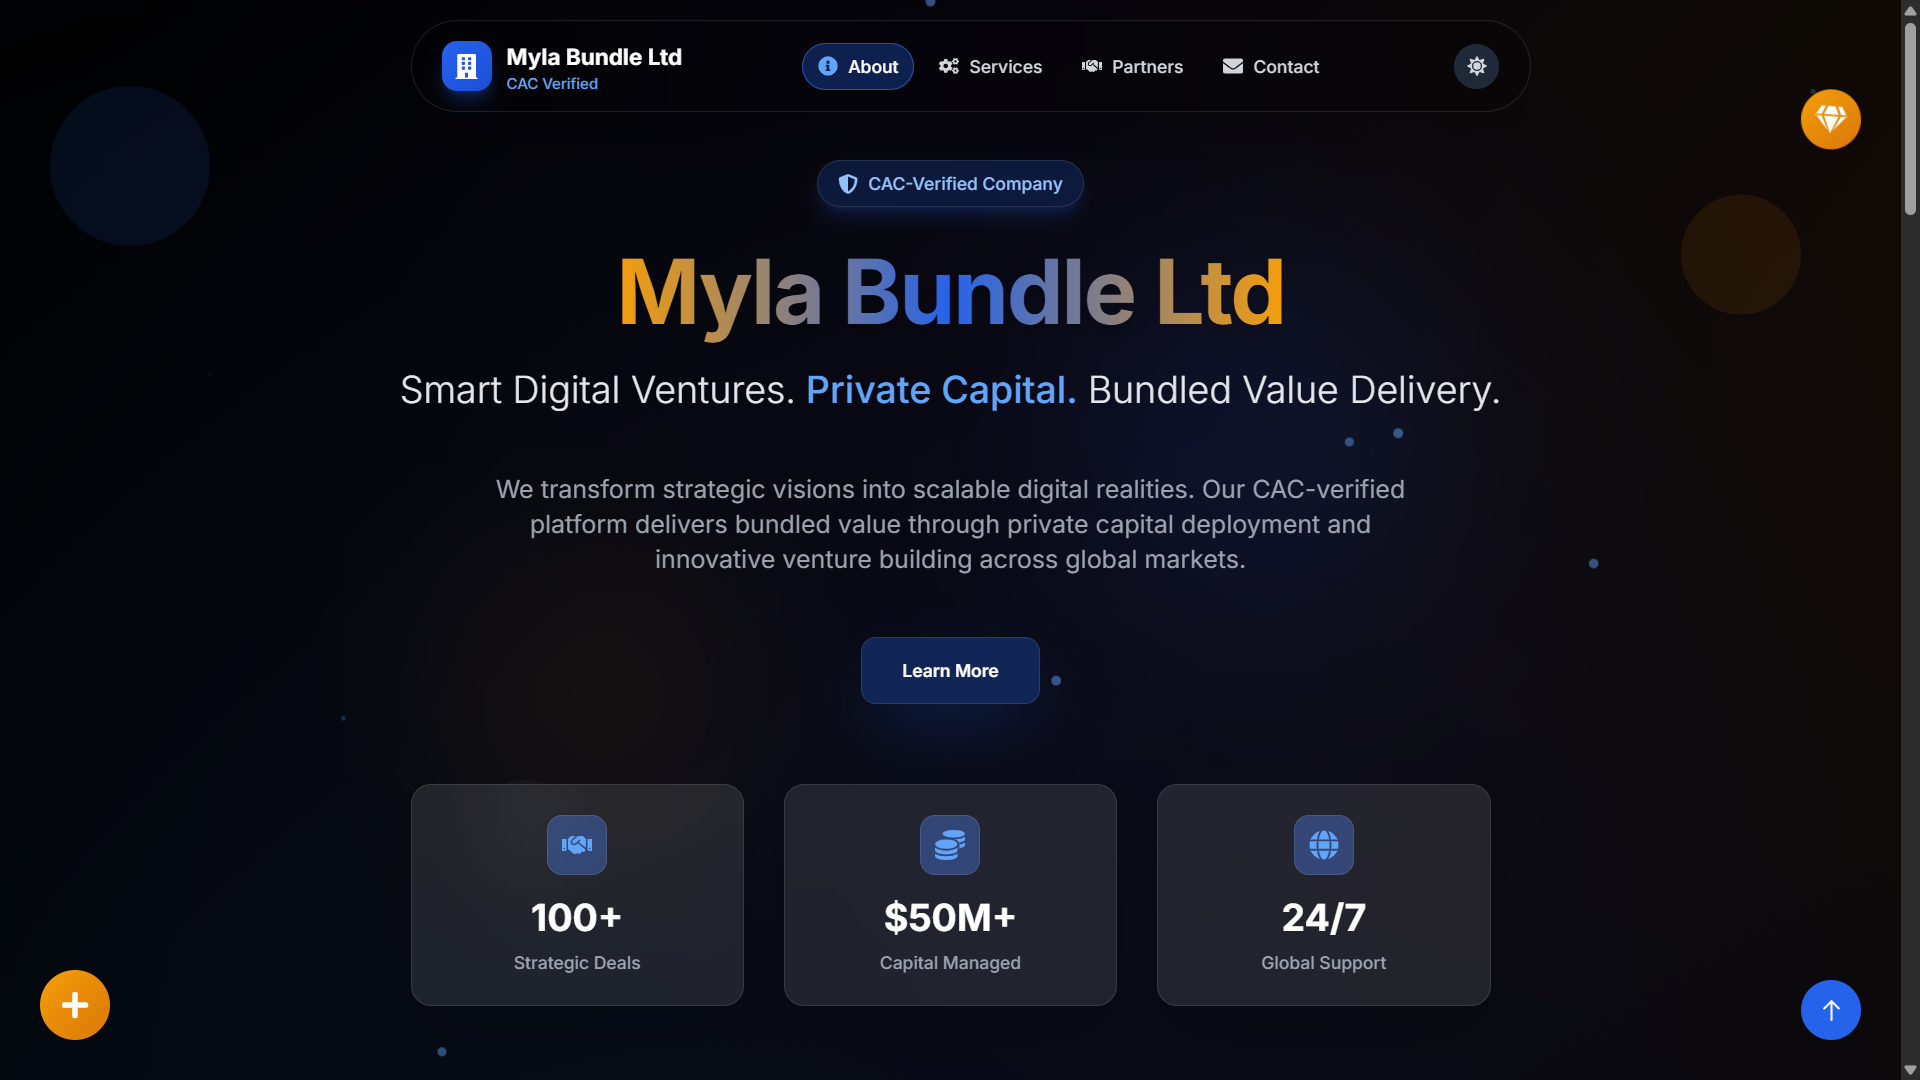 Myla Bundle Ltd
CAC Verified
About
Services
Partners
Contact
CAC-Verified Company
Myla Bundle Ltd
Smart Digital Ventures. Private Capital. Bundled Value Delivery.
We transform strategic visions into scalable digital realities. Our CAC-verified
platform delivers bundled value through private capital deployment and
innovative venture building across global markets.
Learn More
100+
Strategic Deals
$50M+
Capital Managed
24/7
Global Support